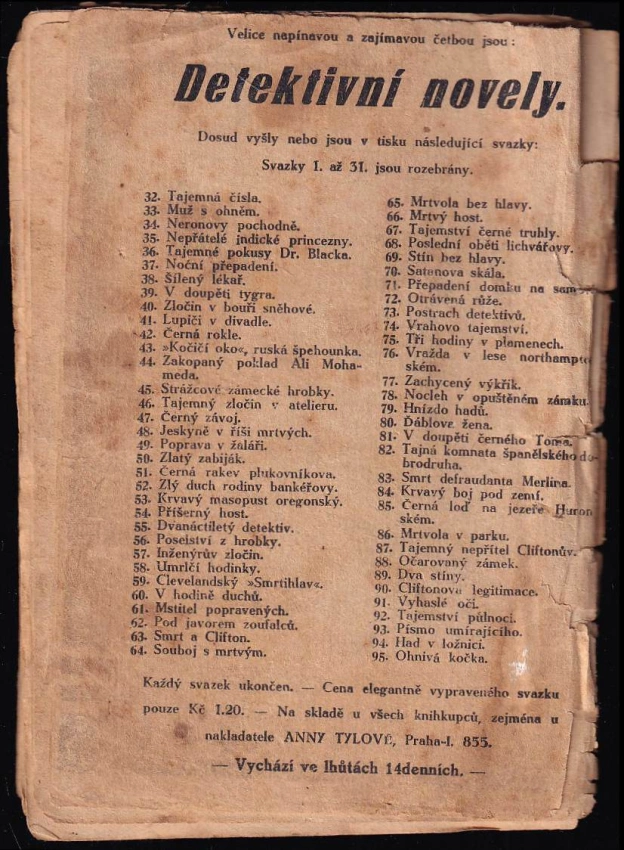 Velice napínavou a zajímavou četbou jsou:
Detektivní novely.
Dosud vyšly nebo jsou v tisku následující svazky:
Svazky 1. až 31. jsou rozebrány.
32. Tajemná čísla.
33. Muž s ohněm.
34. Neronovy pochodně.
35. Nepřátelé indické princezny.
36. Tajemné pokusy Dr. Blacka.
37. Noční přepadení.
38. Šílený lékař.
39. V doupěti tygra.
40. Zločin v bouři sněhové.
41. Lupiči v divadle.
42. Černá rokle.
43. »Kočičí oko«, ruská špehounka.
44. Zakopaný poklad Ali Moha-
meda.
45. Strážcové zámecké hrobky.
46. Tajemný zločin v atelieru.
47. Černý závoj.
48. Jeskyně v říši mrtvých.
49. Poprava v žaláři.
50. Zlatý zabiják.
51. Černá rakev plukovníkova.
52. Zlý duch rodiny bankéřovy.
53. Krvavý masopust oregonský.
54. Příšerný host.
55. Dvanáctiletý detektiv.
56. Poselství z hrobky.
57. Inženýrův zločin.
58. Umrlčí hodinky.
59. Clevelandský »Smrtihlav«.
60. V hodině duchů.
61. Mstitel popravených.
62. Pod javorem zoufalců.
63. Smrt a Clifton.
64. Souboj s mrtvým.
65. Mrtvola bez hlavy.
66. Mrtvý host.
67. Tajemství černé truhly.
68. Poslední oběti lichvářovy.
69. Stín bez hlavy.
70. Satanova skála.
71. Přepadení domku na
72. Otrávená růže.
73. Postrach detektivů.
74. Vrahovo tajemství.
75. Tři hodiny v plamenech.
76. Vražda v lese northampton
ském.
77. Zachycený výkřik.
78. Nocleh v opuštěném zámku.
79. Hnízdo hadů.
80. Ďáblova žena.
81. V doupěti černého Toma.
82. Tajná komnata španělského do-
brodruha.
83. Smrt defraudanta Merlina.
84. Krvavý boj pod zemí.
85. Černá loď na jezeře Huron
ském.
86. Mrtvola v parku.
87. Tajemný nepřítel Cliftonův.
88. Očarovaný zámek.
89. Dva stíny.
90. Cliftonova legitimace.
91. Vyhaslé oči.
92. Tajemství půlnoci.
93. Písmo umírajícího.
94. Had v ložnici.
95. Ohnivá kočka.
Každý svazek ukončen. — Cena elegantně vypraveného svazku
pouze Kč 1.20. — Na skladě u všech knihkupců, zejména u
nakladatele ANNY TYLOVÉ, Praha-I. 855.
— Vychází ve lhůtách 14denních. —